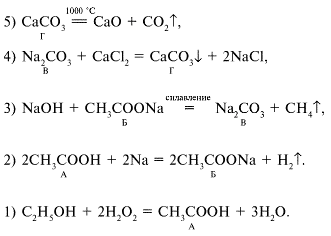 1000 °C
5) CaCO₃ = CaO + CO₂↑,
Г
4) Na₂CO₃ + CaCl₂ = CaCO₃↓ + 2NaCl,
В Г
сплавление
3) NaOH + CH₃COONa = Na₂CO₃ + CH₄↑,
Б В
2) 2CH₃COOH + 2Na = 2CH₃COONa + H₂↑.
А Б
1) C₂H₅OH + 2H₂O₂ = CH₃COOH + 3H₂O.
А